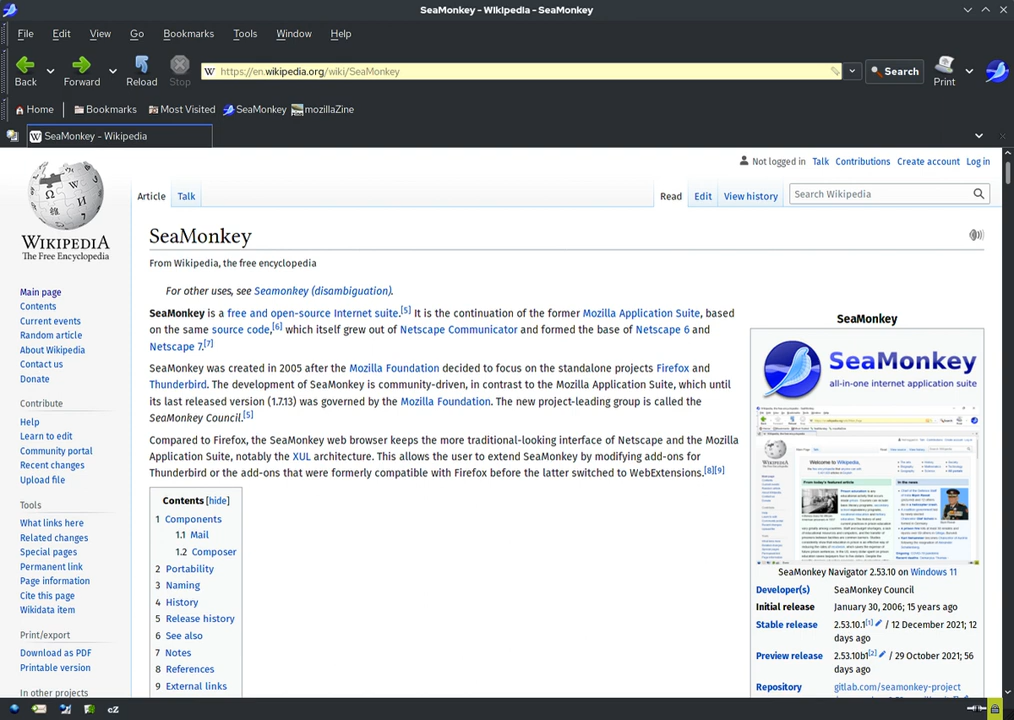 SeaMonkey - Wikipedia - SeaMonkey
File Edit View Go Bookmarks Tools Window Help
Back Forward Reload Stop
https://en.wikipedia.org/wiki/SeaMonkey
Search
Print
Home Bookmarks Most Visited SeaMonkey mozillaZine
SeaMonkey - Wikipedia
Not logged in Talk Contributions Create account Log in
Article Talk
Read Edit View history
Search Wikipedia
WIKIPEDIA
The Free Encyclopedia
Main page
Contents
Current events
Random article
About Wikipedia
Contact us
Donate
Contribute
Help
Learn to edit
Community portal
Recent changes
Upload file
Tools
What links here
Related changes
Special pages
Permanent link
Page information
Cite this page
Wikidata item
Print/export
Download as PDF
Printable version
In other projects
SeaMonkey
From Wikipedia, the free encyclopedia
For other uses, see Seamonkey (disambiguation).
SeaMonkey is a free and open-source Internet suite.[5] It is the continuation of the former Mozilla Application Suite, based
on the same source code,[6] which itself grew out of Netscape Communicator and formed the base of Netscape 6 and
Netscape 7.[7]
SeaMonkey was created in 2005 after the Mozilla Foundation decided to focus on the standalone projects Firefox and
Thunderbird. The development of SeaMonkey is community-driven, in contrast to the Mozilla Application Suite, which until
its last released version (1.7.13) was governed by the Mozilla Foundation. The new project-leading group is called the
SeaMonkey Council.[5]
Compared to Firefox, the SeaMonkey web browser keeps the more traditional-looking interface of Netscape and the Mozilla
Application Suite, notably the XUL architecture. This allows the user to extend SeaMonkey by modifying add-ons for
Thunderbird or the add-ons that were formerly compatible with Firefox before the latter switched to WebExtensions.[8][9]
Contents [hide]
1 Components
1.1 Mail
1.2 Composer
2 Portability
3 Naming
4 History
5 Release history
6 See also
7 Notes
8 References
9 External links
SeaMonkey
SeaMonkey
all-in-one internet application suite
SeaMonkey Navigator 2.53.10 on Windows 11
Developer(s) SeaMonkey Council
Initial release January 30, 2006; 15 years ago
Stable release 2.53.10.1[1] / 12 December 2021; 12
days ago
Preview release 2.53.10b1[2] / 29 October 2021; 56
days ago
Repository gitlab.com/seamonkey-project
cZ